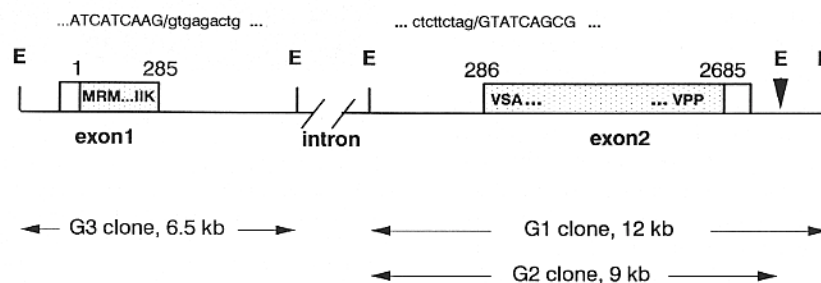 ...ATCATCAAG/gtgagactg ... ... ctcttctag/GTATCAGCG ...
E 1 285 E E 286 2685 E
MRM...IIK VSA ... ... VPP
exon1 intron exon2
G3 clone, 6.5 kb G1 clone, 12 kb
G2 clone, 9 kb